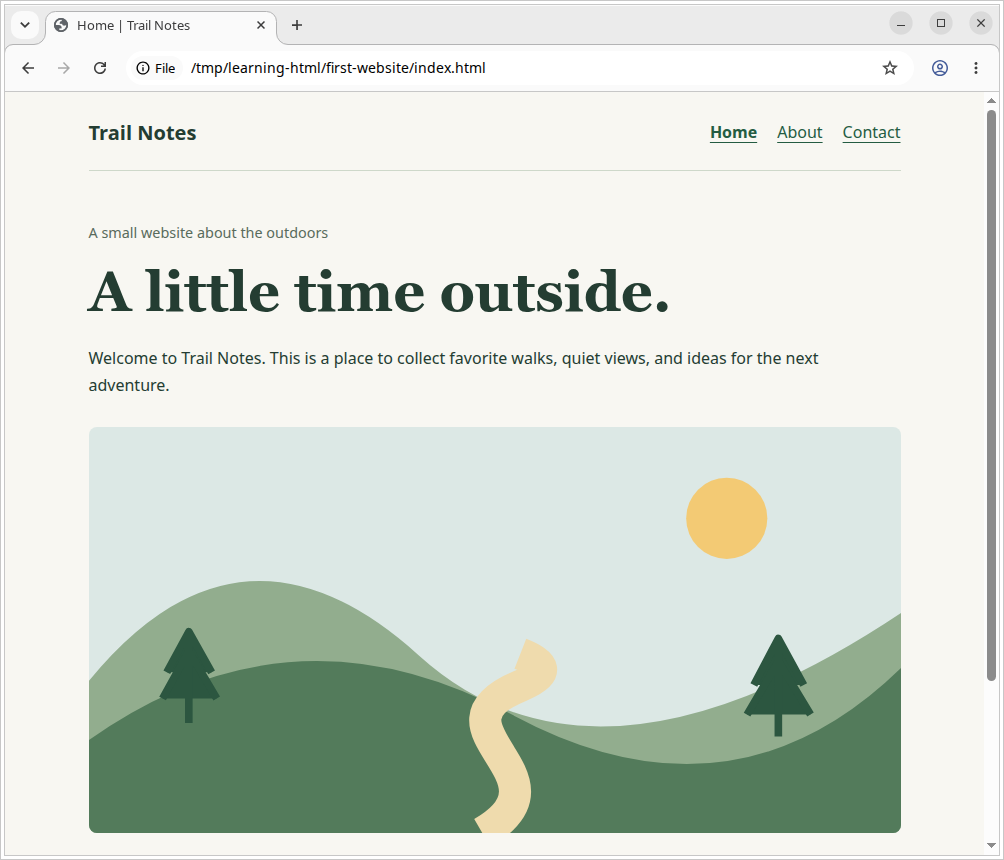 Home | Trail Notes
File /tmp/learning-html/first-website/index.html
Trail Notes
Home About Contact
A small website about the outdoors
A little time outside.
Welcome to Trail Notes. This is a place to collect favorite walks, quiet views, and ideas for the next
adventure.